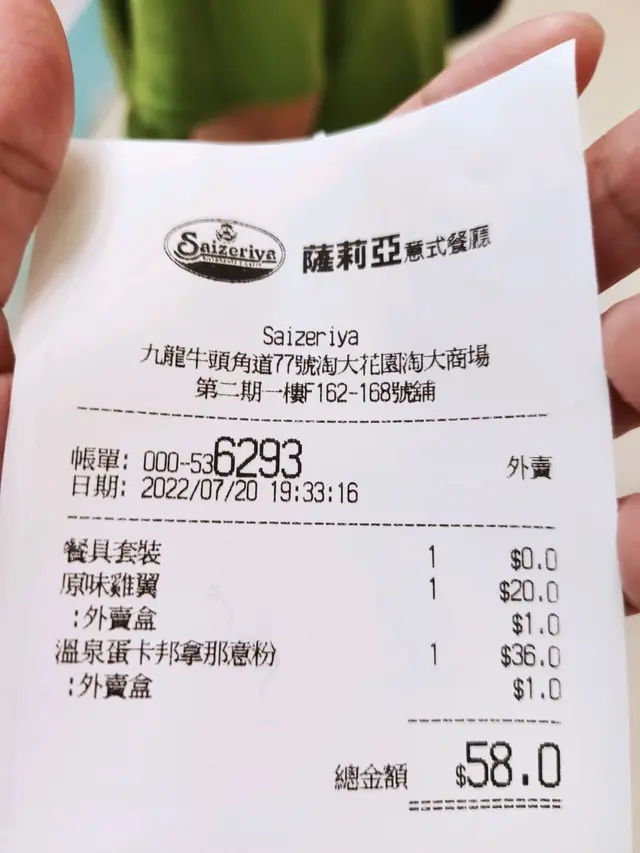 Saizeriya 薩莉亞意式餐廳
Saizeriya
九龍牛頭角道77號淘大花園淘大商場
第二期一樓F162-168號舖
帳單: 000-536293 外賣
日期: 2022/07/20 19:33:16
餐具套裝 1 $0.0
原味雞翼 1 $20.0
:外賣盒 $1.0
溫泉蛋卡邦拿那意粉 1 $36.0
:外賣盒 $1.0
總金額 $58.0